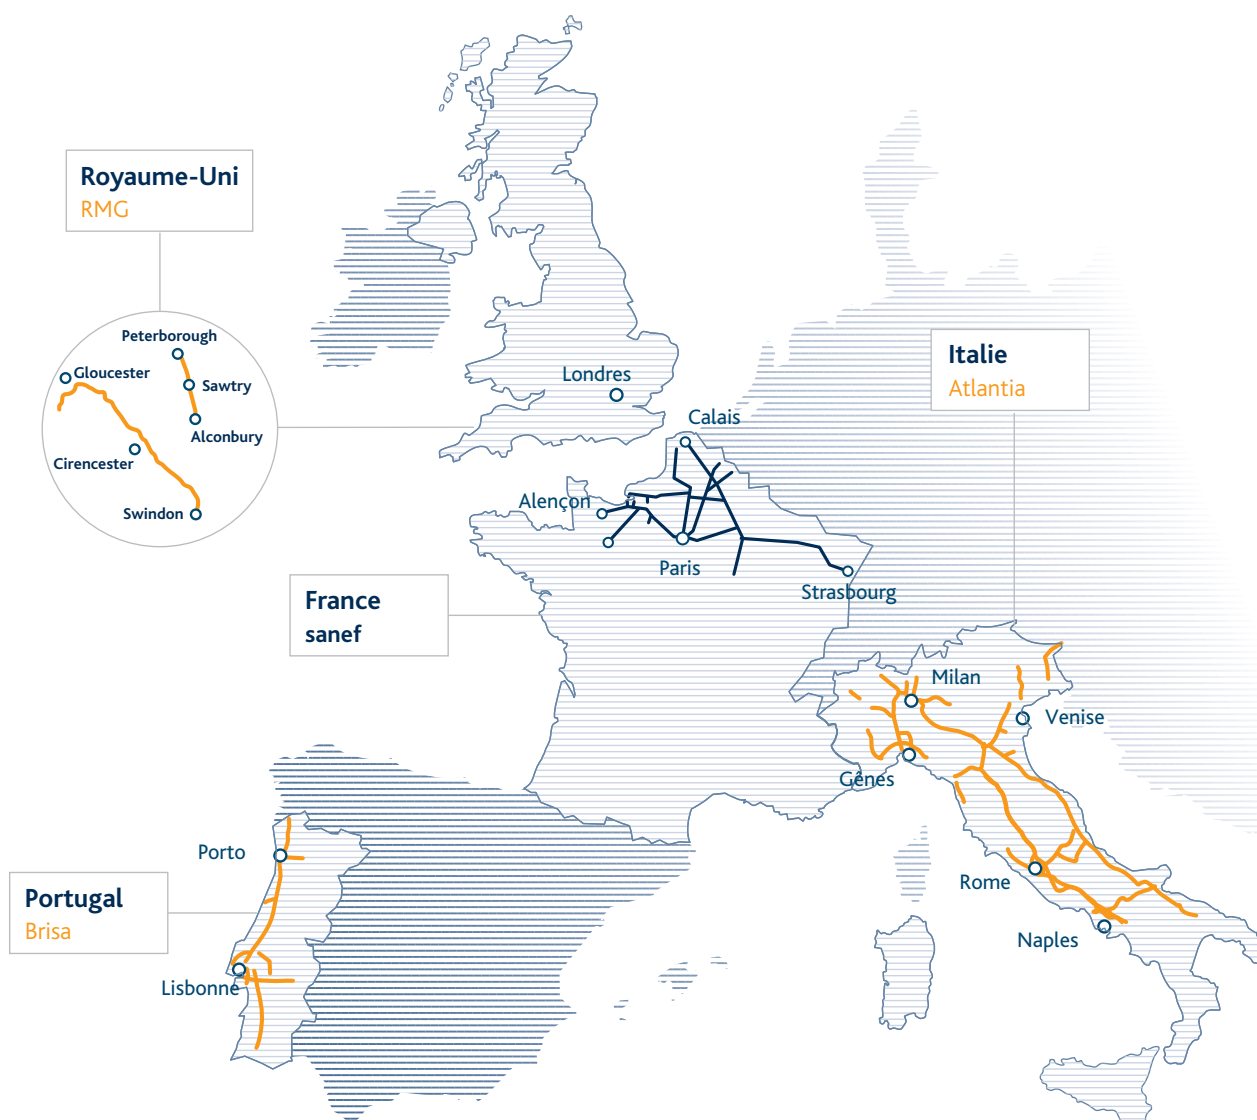 Royaume-Uni
RMG
Peterborough
Gloucester
Sawtry
Alconbury
Cirencester
Swindon
Londres
Italie
Atlantia
Calais
Alençon
Paris
Strasbourg
France
sanef
Milan
Venise
Gênes
Porto
Portugal
Brisa
Rome
Naples
Lisbonne